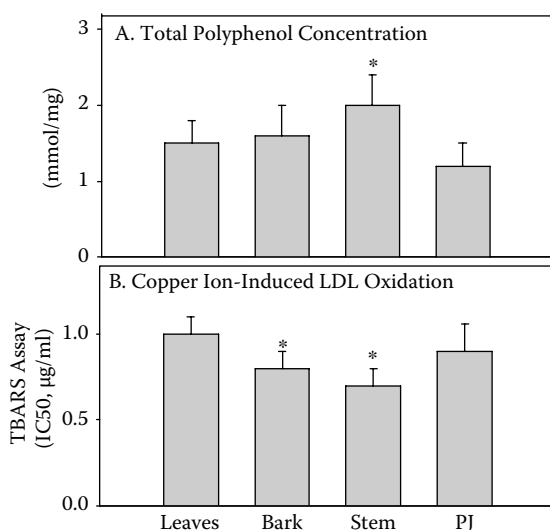 A. Total Polyphenol Concentration
3
*
2
(mmol/mg)
1
0
B. Copper Ion-Induced LDL Oxidation
1.0
*
*
TBARS Assay
(IC50, µg/ml)
0.5
0.0
Leaves Bark Stem PJ